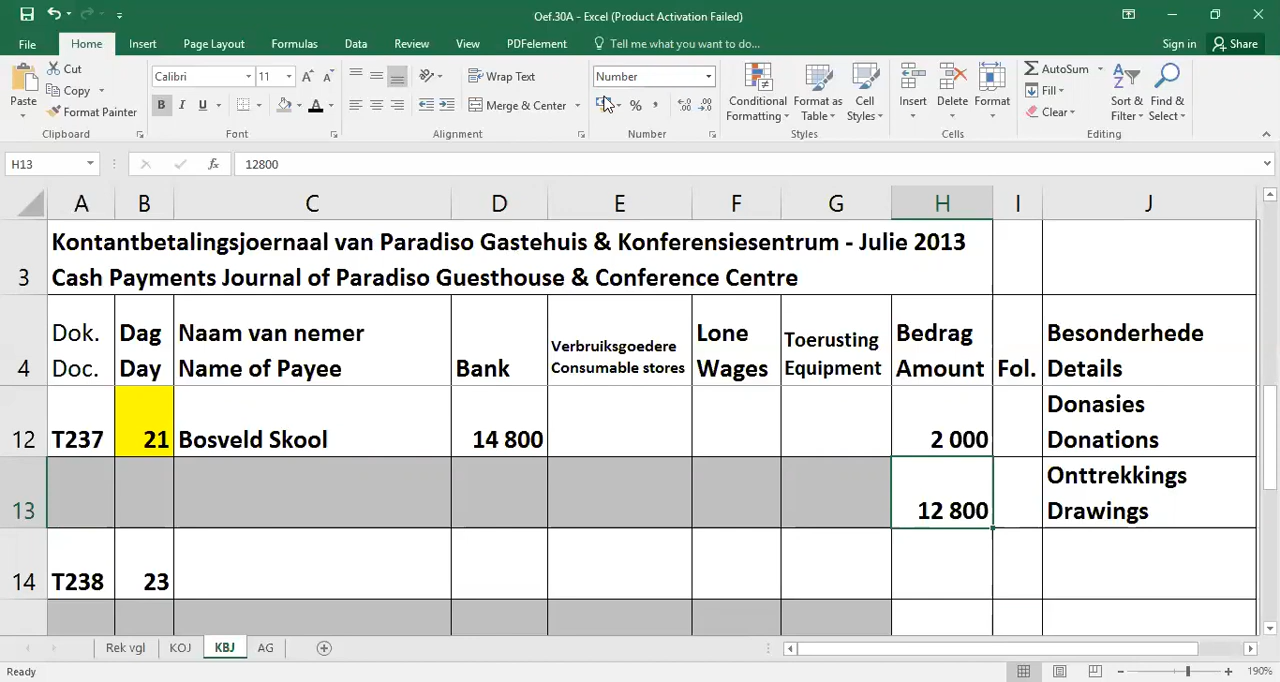 Oef.30A - Excel (Product Activation Failed)
File Home Insert Page Layout Formulas Data Review View PDFelement Tell me what you want to do... Sign in Share
Paste
Cut
Copy
Format Painter
Clipboard
Calibri 11
B I U
Font
Wrap Text
Merge & Center
Alignment
Number
%
Number
Conditional Formatting
Format as Table
Cell Styles
Styles
Insert
Delete
Format
Cells
AutoSum
Fill
Clear
Sort & Filter
Find & Select
Editing
H13 fx 12800
A B C D E F G H I J
3
Kontantbetalingsjoernaal van Paradiso Gastehuis & Konferensiesentrum - Julie 2013
Cash Payments Journal of Paradiso Guesthouse & Conference Centre
4
Dok.
Doc.
Dag
Day
Naam van nemer
Name of Payee
Bank
Verbruiksgoedere
Consumable stores
Lone
Wages
Toerusting
Equipment
Bedrag
Amount
Fol.
Besonderhede
Details
12 T237 21 Bosveld Skool 14 800 2 000
Donasies
Donations
13 12 800
Onttrekkings
Drawings
14 T238 23
Rek vgl KOJ KBJ AG
Ready 190%